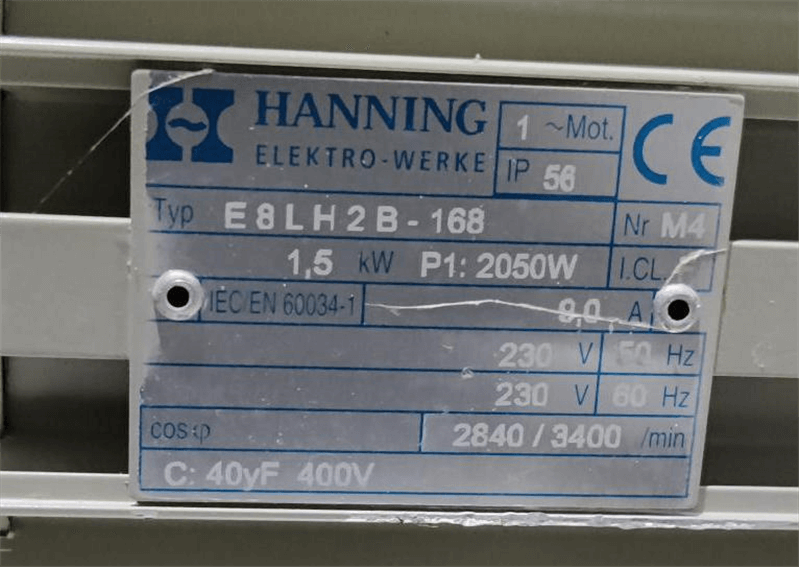 HANNING
ELEKTRO-WERKE
1 ~Mot.
IP 56
CE
Typ E8LH2B-168 Nr M4
1,5 kW P1: 2050W I.CL.
IEC/EN 60034-1 9,0 A
230 V 50 Hz
230 V 60 Hz
cos φ 2840 / 3400 /min
C: 40yF 400V